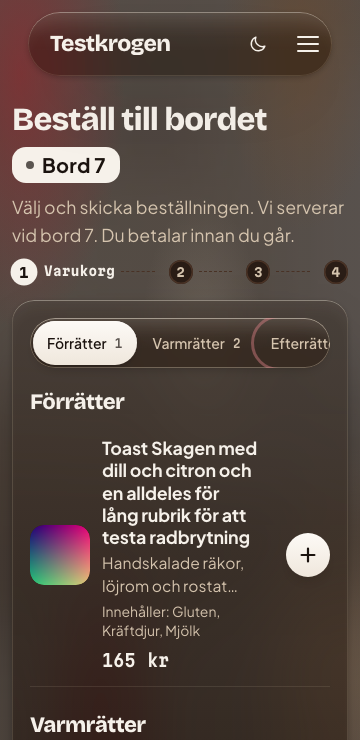 Testkrogen
Beställ till bordet
Bord 7
Välj och skicka beställningen. Vi serverar
vid bord 7. Du betalar innan du går.
1 Varukorg 2 3 4
Förrätter 1 Varmrätter 2 Efterrätt
Förrätter
Toast Skagen med
dill och citron och
en alldeles för
lång rubrik för att
testa radbrytning
Handskalade räkor,
löjrom och rostat…
Innehåller: Gluten,
Kräftdjur, Mjölk
165 kr
Varmrätter